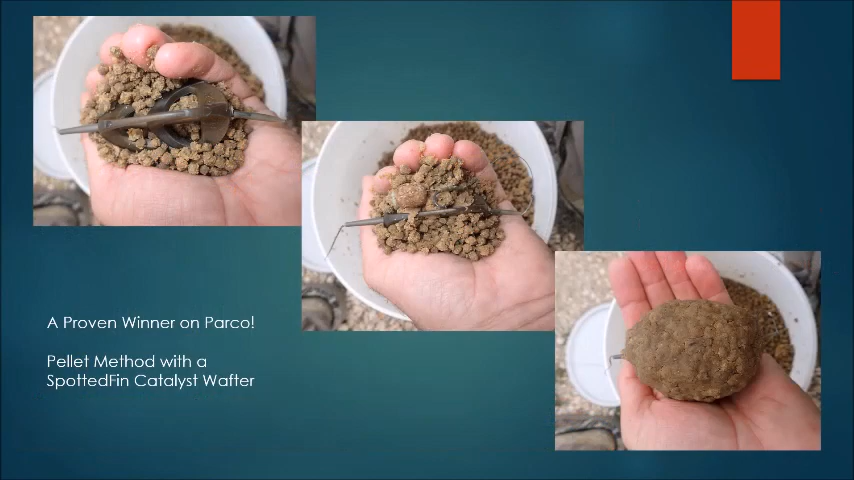 A Proven Winner on Parco!
Pellet Method with a
SpottedFin Catalyst Wafter